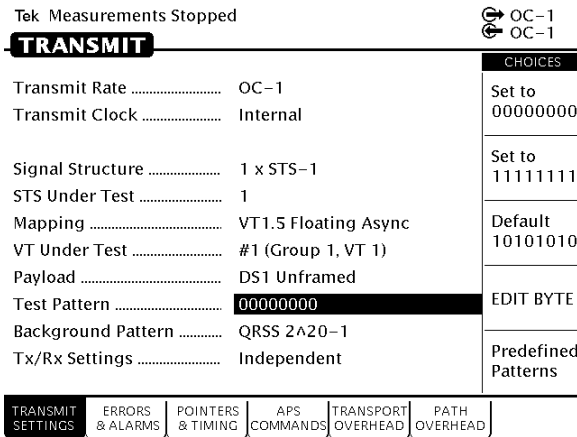 Tek Measurements Stopped
OC-1
OC-1
TRANSMIT
CHOICES
Transmit Rate ........................ OC-1
Transmit Clock ..................... Internal
Signal Structure ................... 1 x STS-1
STS Under Test ...................... 1
Mapping .................................. VT1.5 Floating Async
VT Under Test ........................ #1 (Group 1, VT 1)
Payload ..................................... DS1 Unframed
Test Pattern ............................ 00000000
Background Pattern ............ QRSS 2^20-1
Tx/Rx Settings ...................... Independent
Set to
00000000
Set to
11111111
Default
10101010
EDIT BYTE
Predefined
Patterns
TRANSMIT
SETTINGS
ERRORS
& ALARMS
POINTERS
& TIMING
APS
COMMANDS
TRANSPORT
OVERHEAD
PATH
OVERHEAD